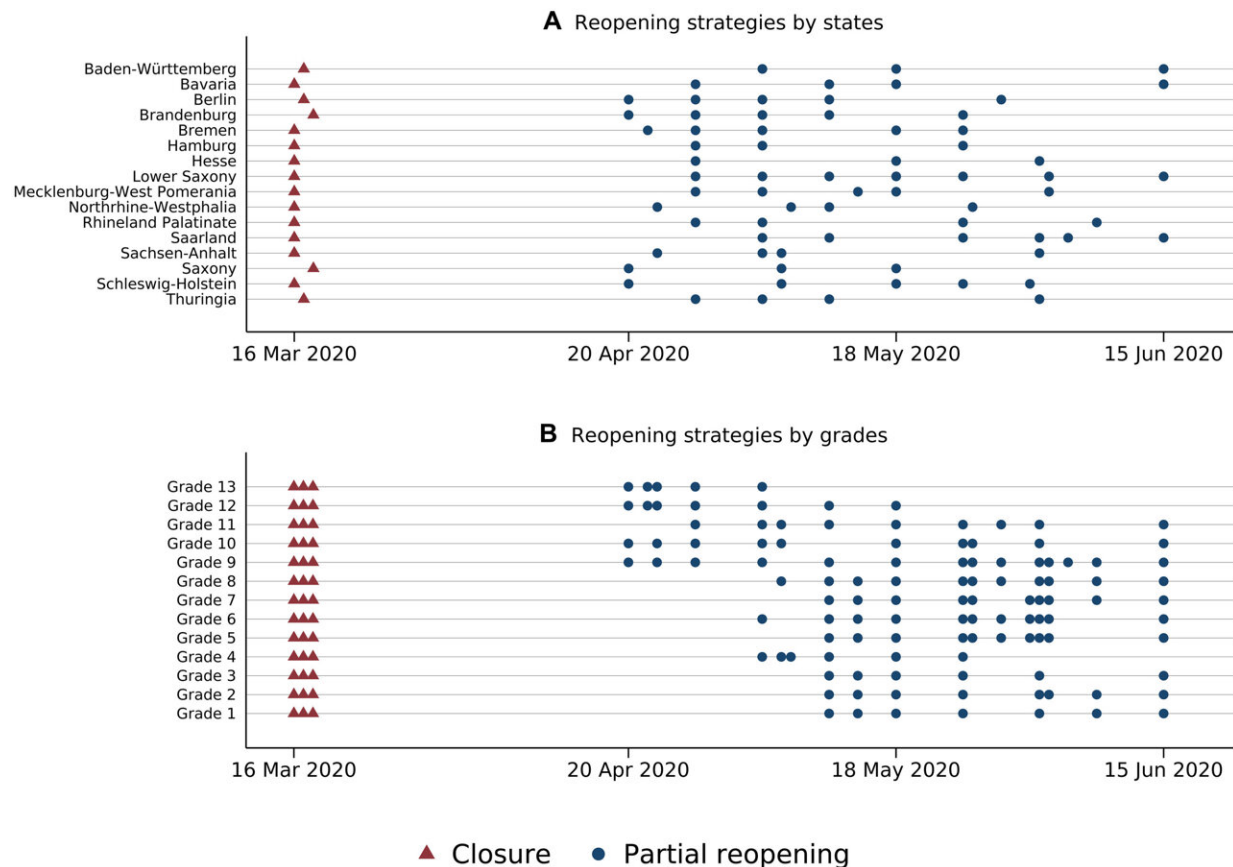 A Reopening strategies by states
Baden-Württemberg
Bavaria
Berlin
Brandenburg
Bremen
Hamburg
Hesse
Lower Saxony
Mecklenburg-West Pomerania
Northrhine-Westphalia
Rhineland Palatinate
Saarland
Sachsen-Anhalt
Saxony
Schleswig-Holstein
Thuringia
16 Mar 2020 20 Apr 2020 18 May 2020 15 Jun 2020
B Reopening strategies by grades
Grade 13
Grade 12
Grade 11
Grade 10
Grade 9
Grade 8
Grade 7
Grade 6
Grade 5
Grade 4
Grade 3
Grade 2
Grade 1
16 Mar 2020 20 Apr 2020 18 May 2020 15 Jun 2020
Closure Partial reopening